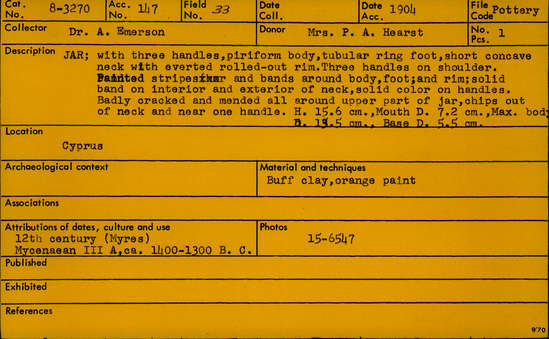 Cat. No. 8-3270 Acc. No. 147 Field No. 33 Date Coll. Date Acc. 1904 File Code Pottery
Collector Dr. A. Emerson Donor Mrs. P. A. Hearst No. Pcs. 1
Description JAR; with three handles,piriform body,tubular ring foot,short concave
neck with everted rolled-out rim.Three handles on shoulder.
Painted stripes and bands around body,foot;and rim;solid
band on interior and exterior of neck,solid color on handles.
Badly cracked and mended all around upper part of jar,chips out
of neck and near one handle. H. 15.6 cm.,Mouth D. 7.2 cm.,Max. body
D. 13.5 cm., Base D. 5.5 cm.
Location
Cyprus
Archaeological context Material and techniques
Buff clay,orange paint
Associations
Attributions of dates, culture and use Photos
12th century (Myres) 15-6547
Mycenaean III A,ca. 1400-1300 B. C.
Published
Exhibited
References
970